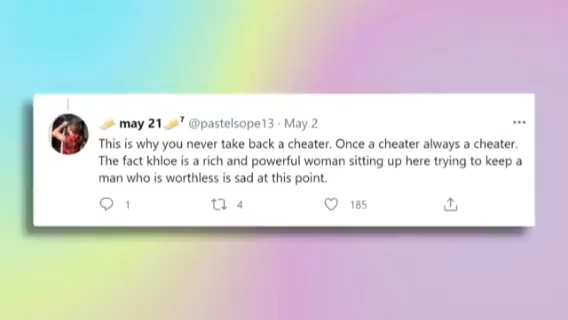 🧈 may 21🧈⁷ @pastelsope13 · May 2
This is why you never take back a cheater. Once a cheater always a cheater.
The fact khloe is a rich and powerful woman sitting up here trying to keep a
man who is worthless is sad at this point.
1 4 185